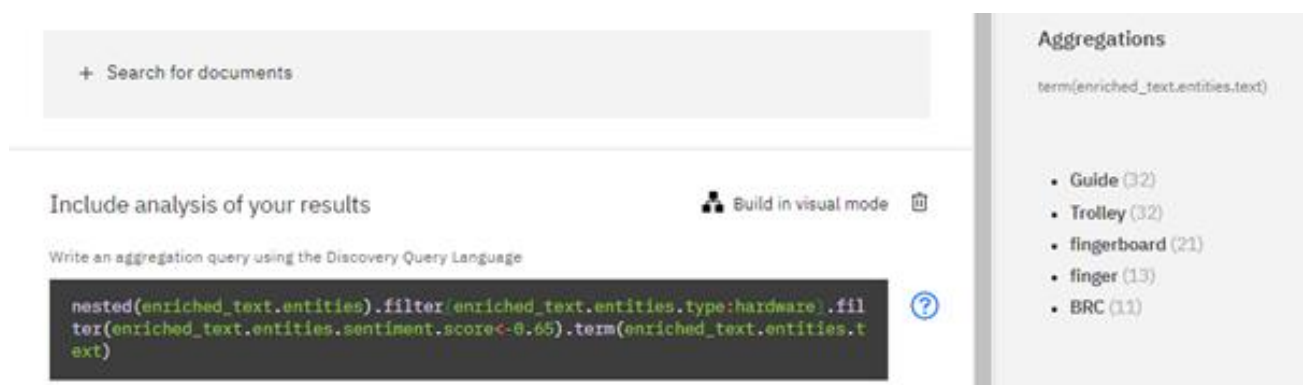 + Search for documents
Include analysis of your results
Build in visual mode
Write an aggregation query using the Discovery Query Language
nested(enriched_text.entities).filter(enriched_text.entities.type:hardware).fil
ter(enriched_text.entities.sentiment.score<-0.65).term(enriched_text.entities.t
ext)
?
Aggregations
term(enriched_text.entities.text)
• Guide (32)
• Trolley (32)
• fingerboard (21)
• finger (13)
• BRC (11)